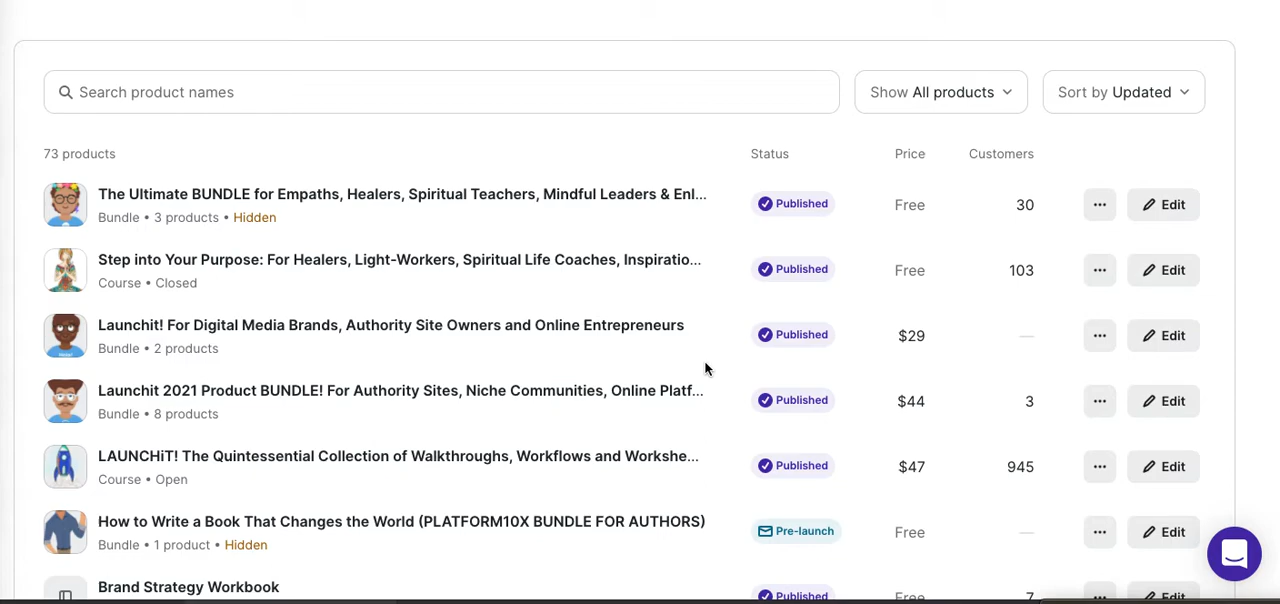 Search product names
Show All products
Sort by Updated
73 products
Status
Price
Customers
The Ultimate BUNDLE for Empaths, Healers, Spiritual Teachers, Mindful Leaders & Enl...
Bundle • 3 products • Hidden
Published
Free
30
... Edit
Step into Your Purpose: For Healers, Light-Workers, Spiritual Life Coaches, Inspiratio...
Course • Closed
Published
Free
103
... Edit
Launchit! For Digital Media Brands, Authority Site Owners and Online Entrepreneurs
Bundle • 2 products
Published
$29
—
... Edit
Launchit 2021 Product BUNDLE! For Authority Sites, Niche Communities, Online Platf...
Bundle • 8 products
Published
$44
3
... Edit
LAUNCHiT! The Quintessential Collection of Walkthroughs, Workflows and Workshe...
Course • Open
Published
$47
945
... Edit
How to Write a Book That Changes the World (PLATFORM10X BUNDLE FOR AUTHORS)
Bundle • 1 product • Hidden
Pre-launch
Free
—
... Edit
Brand Strategy Workbook
Published
Free
7
... Edit